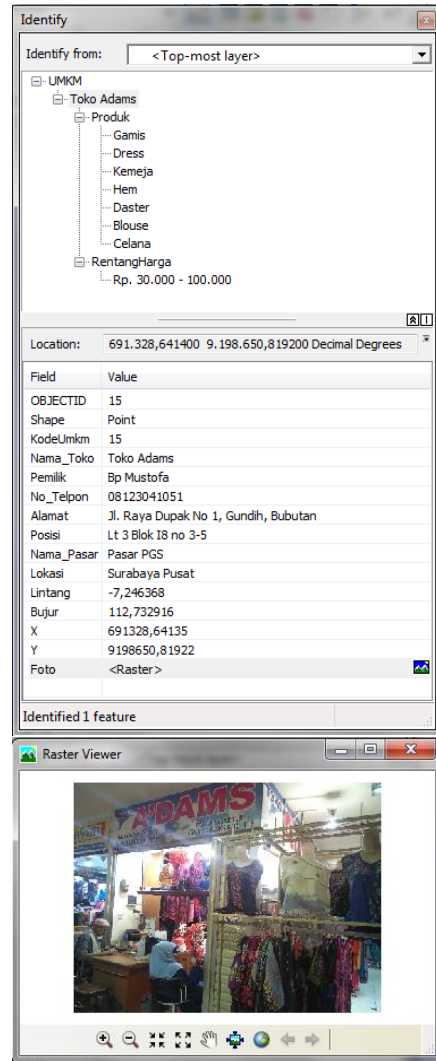 Identify
Identify from: <Top-most layer>
UMKM
Toko Adams
Produk
Gamis
Dress
Kemeja
Hem
Daster
Blouse
Celana
RentangHarga
Rp. 30.000 - 100.000
Location: 691.328,641400 9.198.650,819200 Decimal Degrees
Field Value
OBJECTID 15
Shape Point
KodeUmkm 15
Nama_Toko Toko Adams
Pemilik Bp Mustofa
No_Telpon 08123041051
Alamat Jl. Raya Dupak No 1, Gundih, Bubutan
Posisi Lt 3 Blok I8 no 3-5
Nama_Pasar Pasar PGS
Lokasi Surabaya Pusat
Lintang -7,246368
Bujur 112,732916
X 691328,64135
Y 9198650,81922
Foto <Raster>
Identified 1 feature
Raster Viewer
A'DAMS